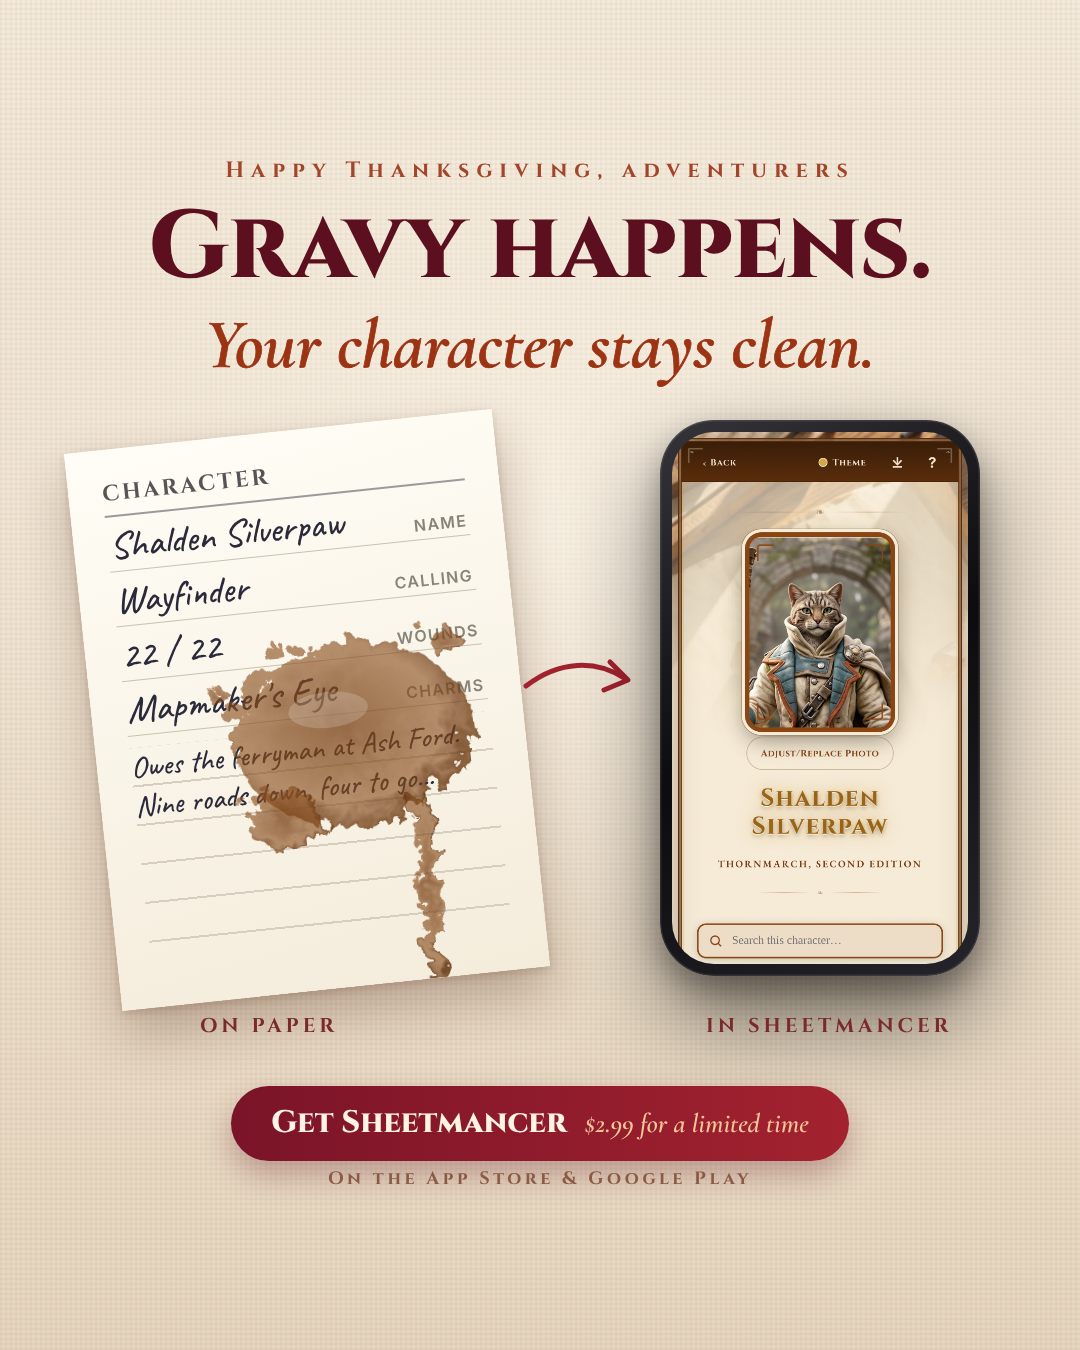 Happy Thanksgiving, adventurers
Gravy happens.
Your character stays clean.
CHARACTER
Shalden Silverpaw NAME
Wayfinder CALLING
22 / 22 WOUNDS
Mapmaker's Eye CHARMS
Owes the ferryman at Ash Ford.
Nine roads down, four to go...
ON PAPER
‹ Back Theme ?
Adjust/Replace Photo
Shalden
Silverpaw
Thornmarch, Second Edition
Search this character…
IN SHEETMANCER
Get Sheetmancer $2.99 for a limited time
On the App Store & Google Play